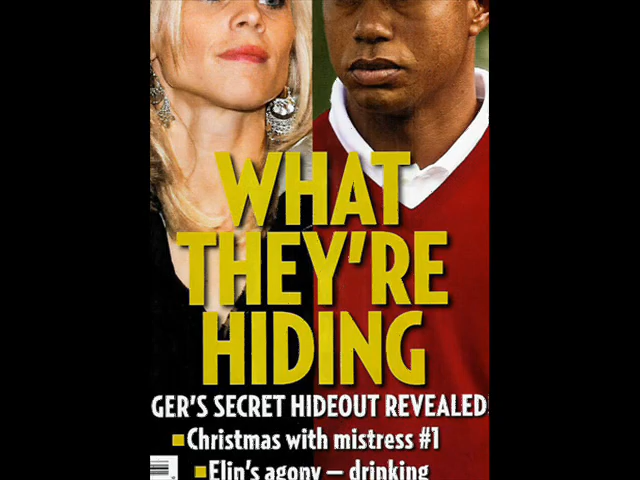 WHAT
THEY'RE
HIDING
GER'S SECRET HIDEOUT REVEALED
Christmas with mistress #1
Elin's agony — drinking